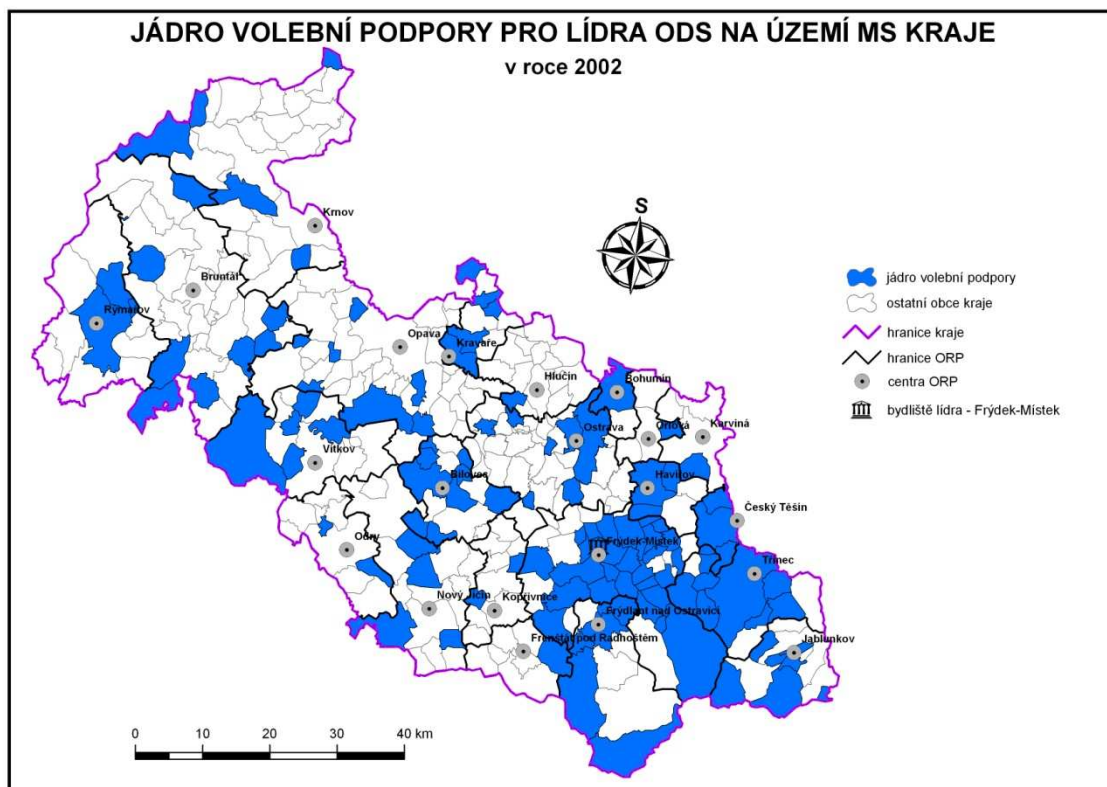 JÁDRO VOLEBNÍ PODPORY PRO LÍDRA ODS NA ÚZEMÍ MS KRAJE
v roce 2002
S
Krnov
Bruntál
Rýmařov
Opava
Kravaře
Hlučín
Bohumín
Ostrava
Orlová
Karviná
Vítkov
Bílovec
Havířov
Český Těšín
Odry
Frýdek-Místek
Třinec
Nový Jičín
Kopřivnice
Frýdlant nad Ostravicí
Frenštát pod Radhoštěm
Jablunkov
jádro volební podpory
ostatní obce kraje
hranice kraje
hranice ORP
centra ORP
bydliště lídra - Frýdek-Místek
0 10 20 30 40 km